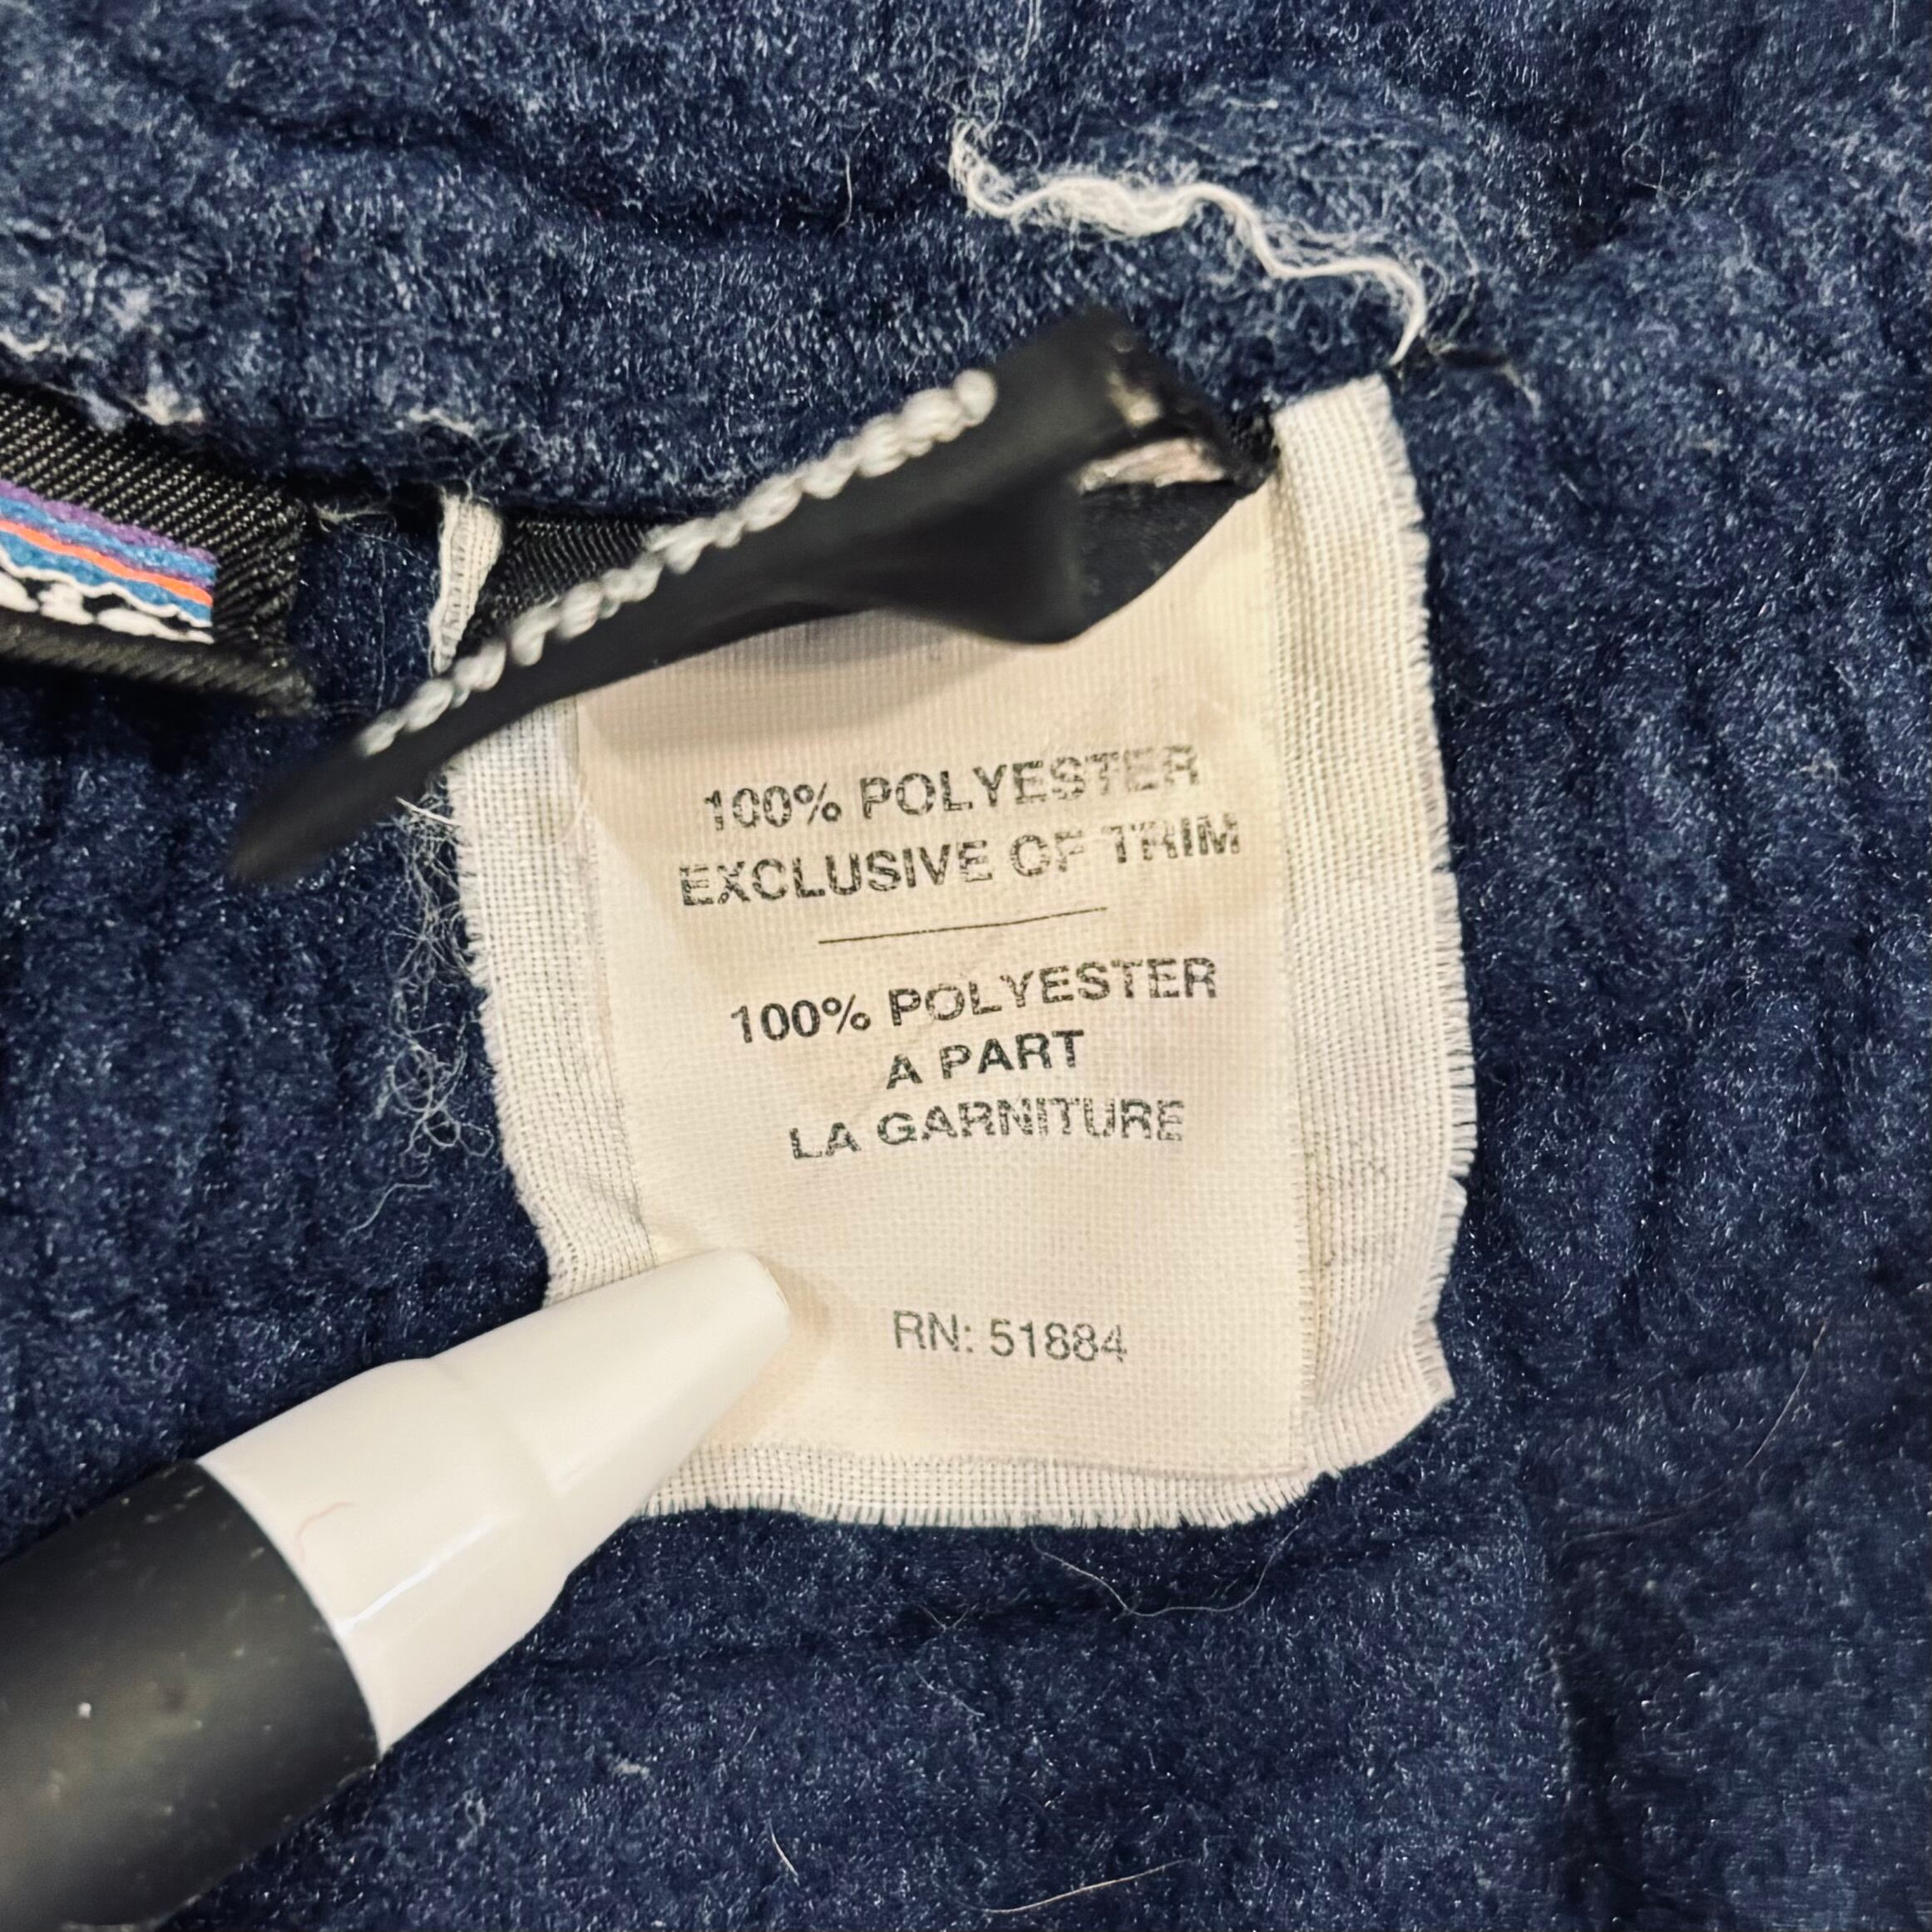 100% POLYESTER
EXCLUSIVE OF TRIM
100% POLYESTER
A PART
LA GARNITURE
RN: 51884